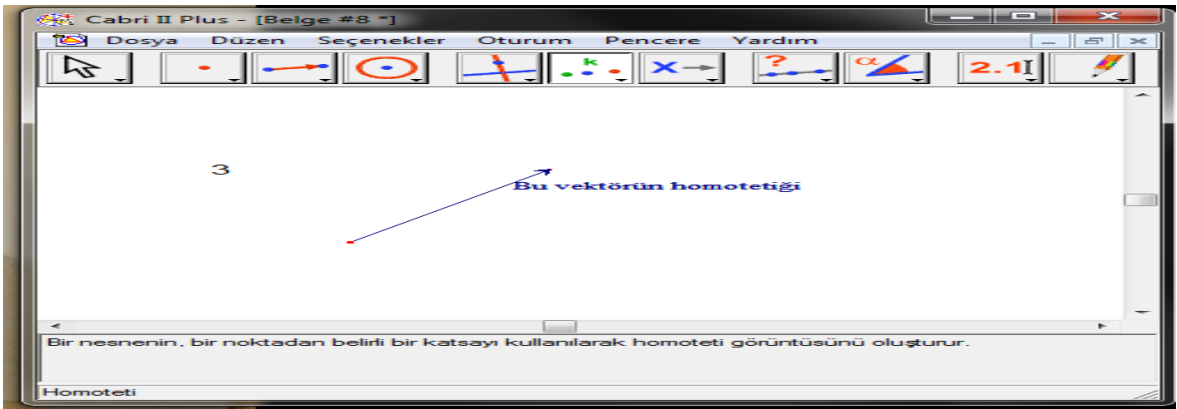 Cabri II Plus - [Belge #8 *]
Dosya Düzen Seçenekler Oturum Pencere Yardım
k X ? α 2.1
3
Bu vektörün homotetiği
Bir nesnenin, bir noktadan belirli bir katsayı kullanılarak homoteti görüntüsünü oluşturur.
Homoteti